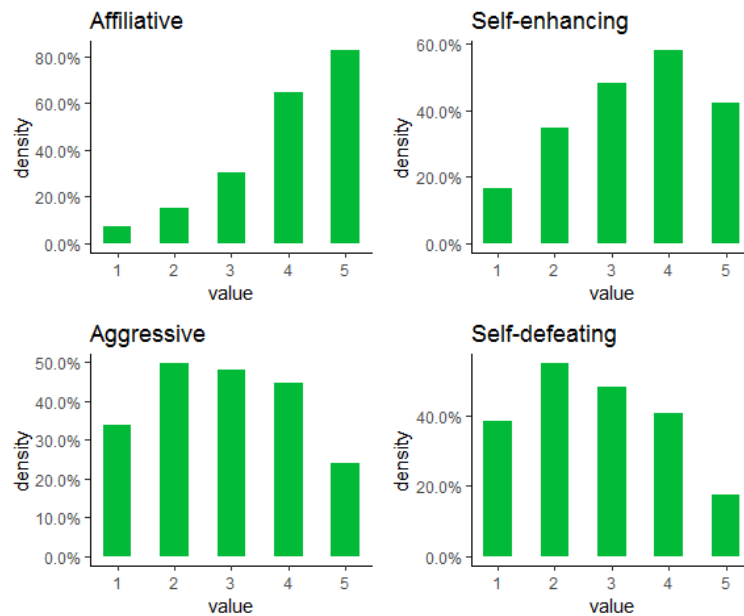 Affiliative
density
80.0%
60.0%
40.0%
20.0%
0.0%
1 2 3 4 5
value
Self-enhancing
density
60.0%
40.0%
20.0%
0.0%
1 2 3 4 5
value
Aggressive
density
50.0%
40.0%
30.0%
20.0%
10.0%
0.0%
1 2 3 4 5
value
Self-defeating
density
40.0%
20.0%
0.0%
1 2 3 4 5
value